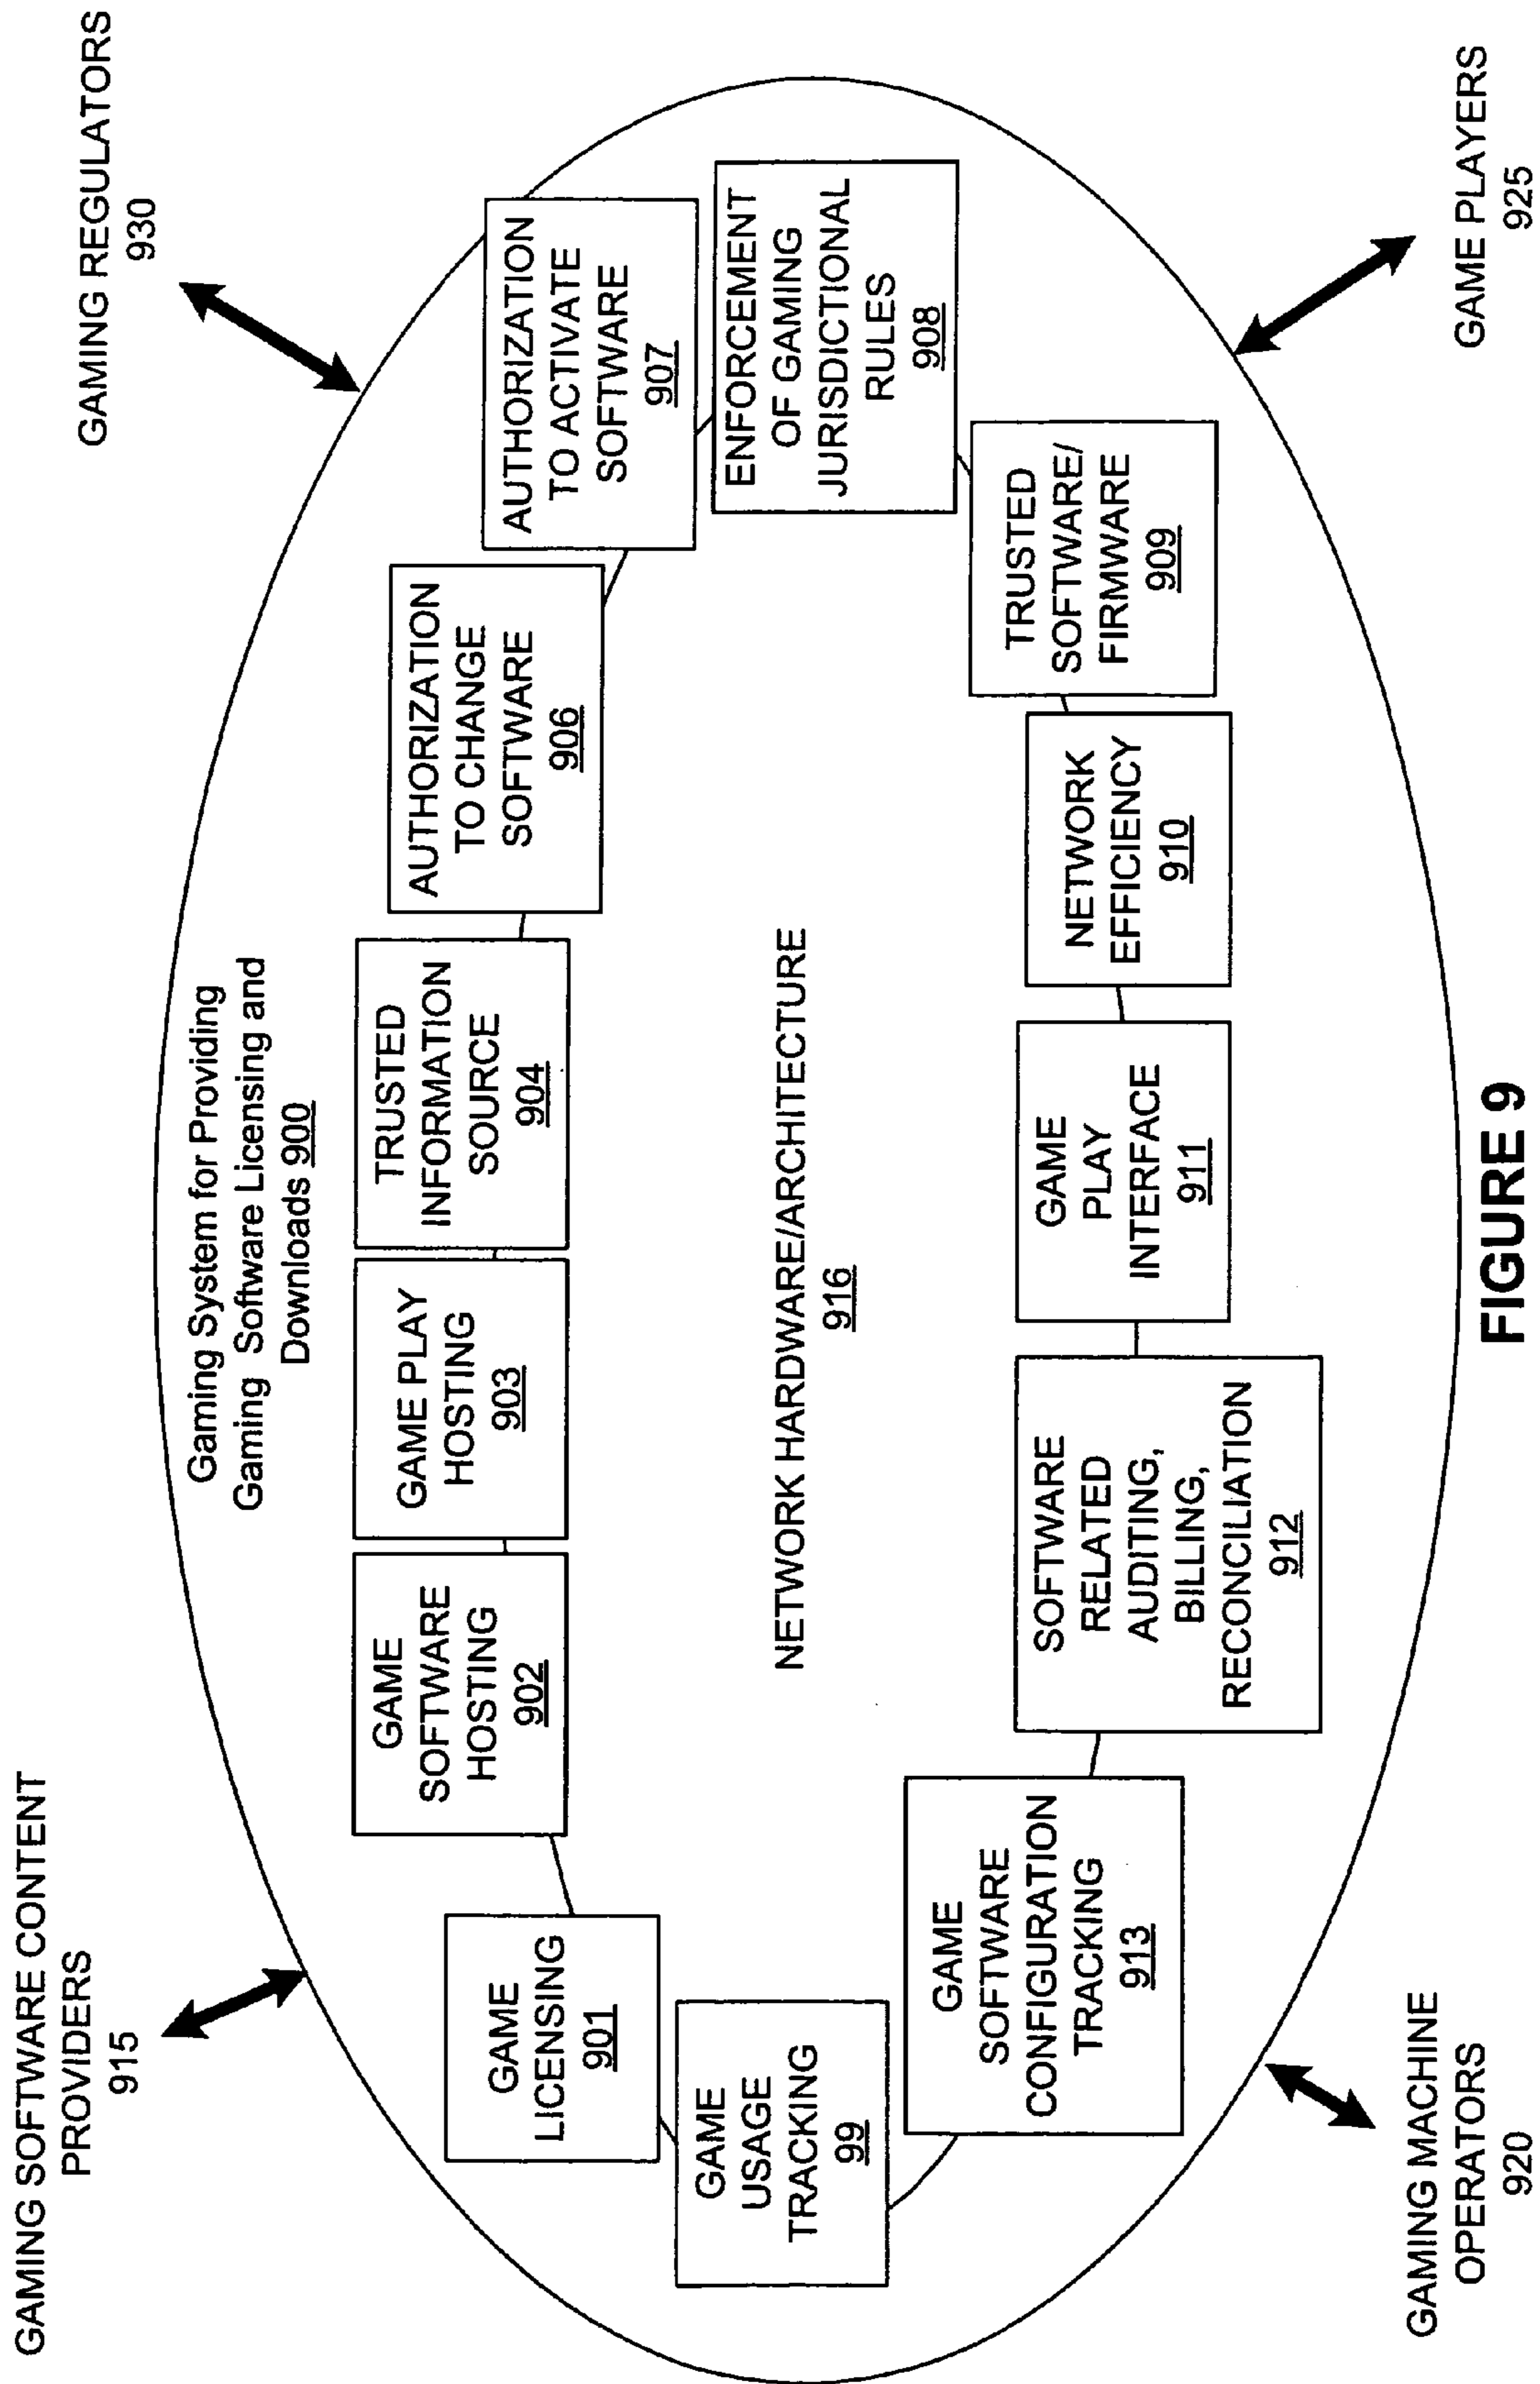 GAMING SOFTWARE CONTENT
PROVIDERS
915
GAMING REGULATORS
930
Gaming System for Providing
Gaming Software Licensing and
Downloads 900
GAME
LICENSING
901
GAME
SOFTWARE
HOSTING
902
GAME PLAY
HOSTING
903
TRUSTED
INFORMATION
SOURCE
904
AUTHORIZATION
TO CHANGE
SOFTWARE
906
AUTHORIZATION
TO ACTIVATE
SOFTWARE
907
ENFORCEMENT
OF GAMING
JURISDICTIONAL
RULES
908
NETWORK HARDWARE/ARCHITECTURE
916
GAME
USAGE
TRACKING
99
GAME
SOFTWARE
CONFIGURATION
TRACKING
913
SOFTWARE
RELATED
AUDITING,
BILLING,
RECONCILIATION
912
GAME
PLAY
INTERFACE
911
NETWORK
EFFICIENCY
910
TRUSTED
SOFTWARE/
FIRMWARE
909
GAMING MACHINE
OPERATORS
920
GAME PLAYERS
925
FIGURE 9